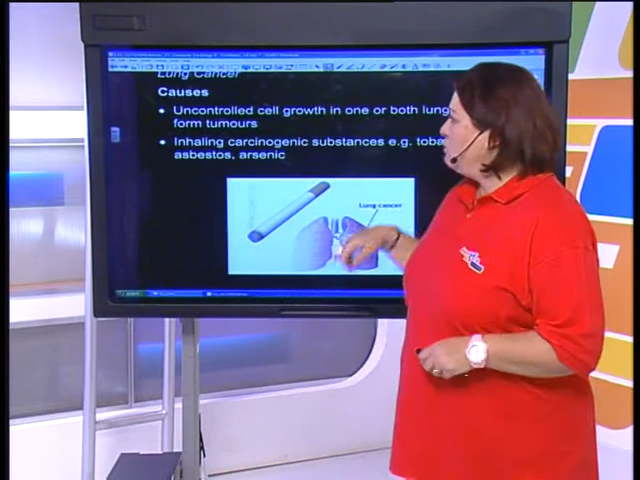 Lung Cancer
Causes
Uncontrolled cell growth in one or both lung
form tumours
Inhaling carcinogenic substances e.g. toba
asbestos, arsenic
Lung cancer